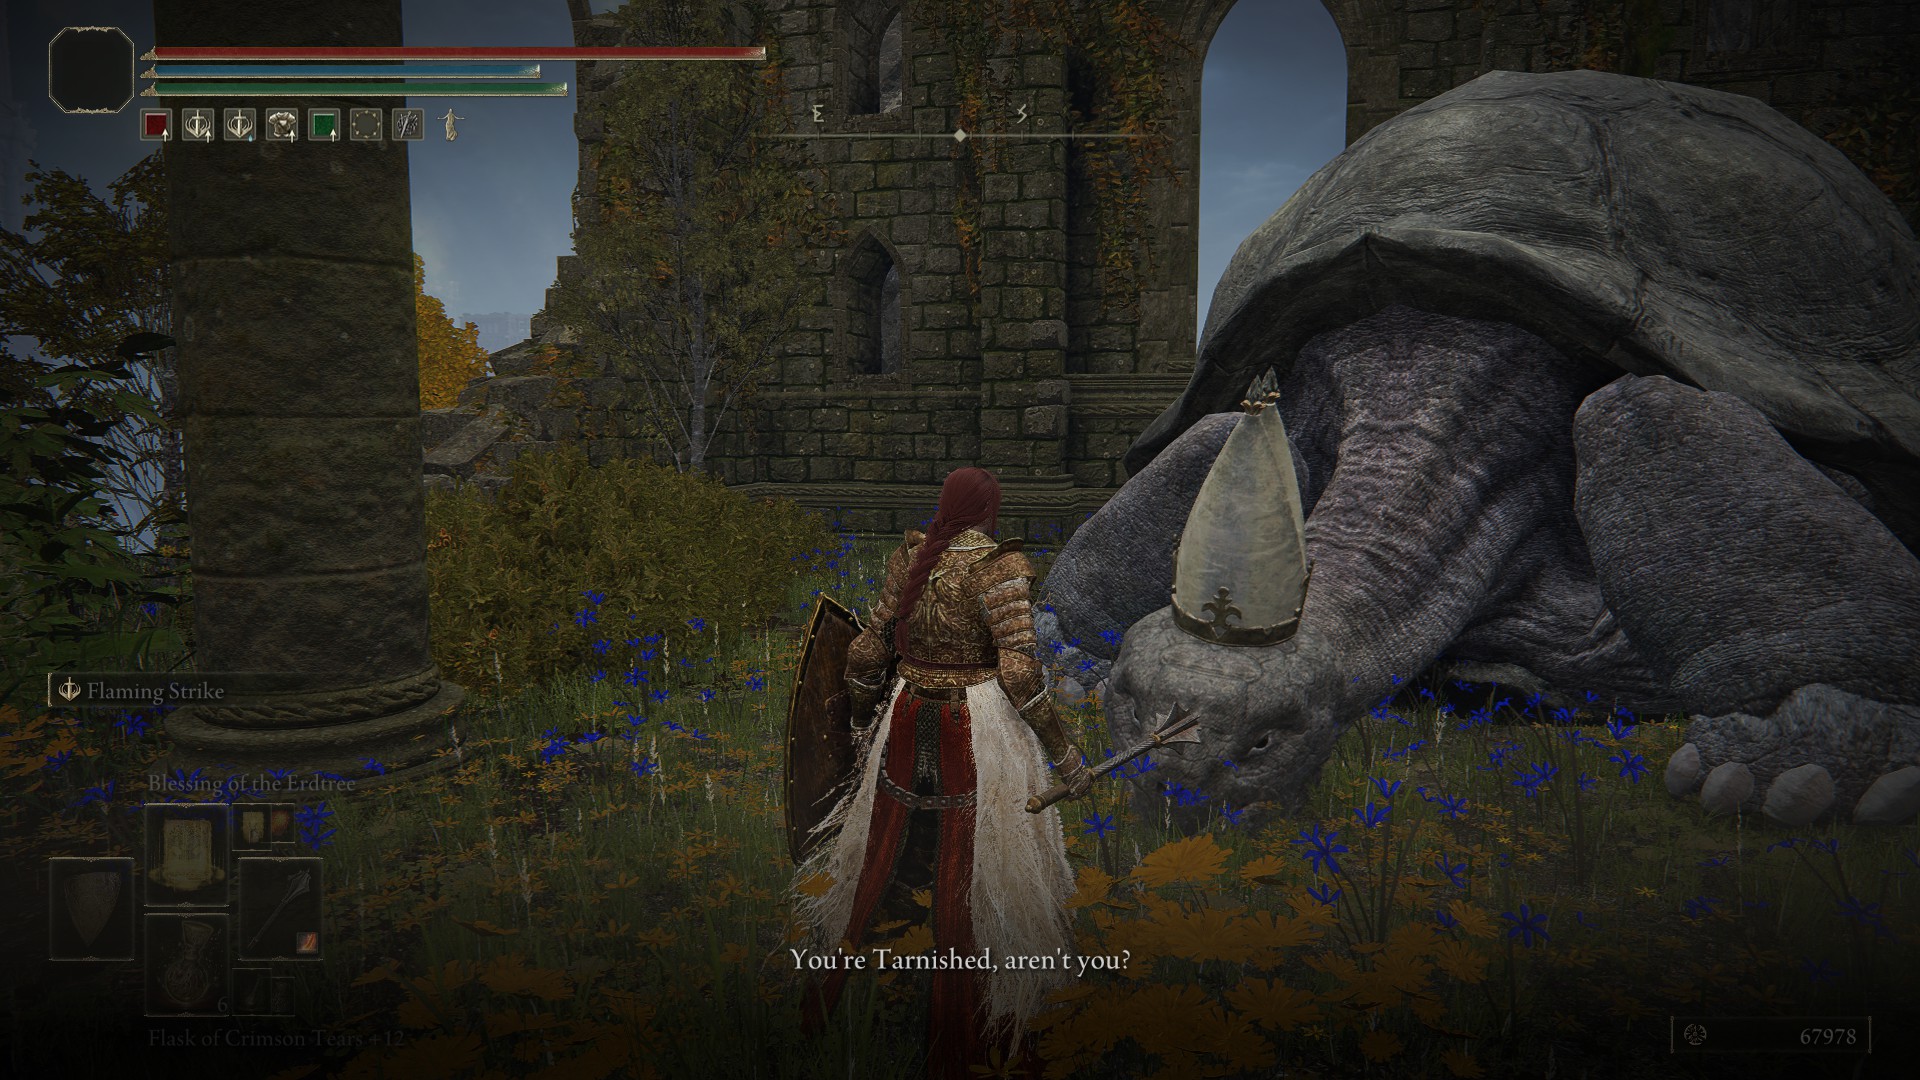 E S
Flaming Strike
Blessing of the Erdtree
6
Flask of Crimson Tears +12
You're Tarnished, aren't you?
67978